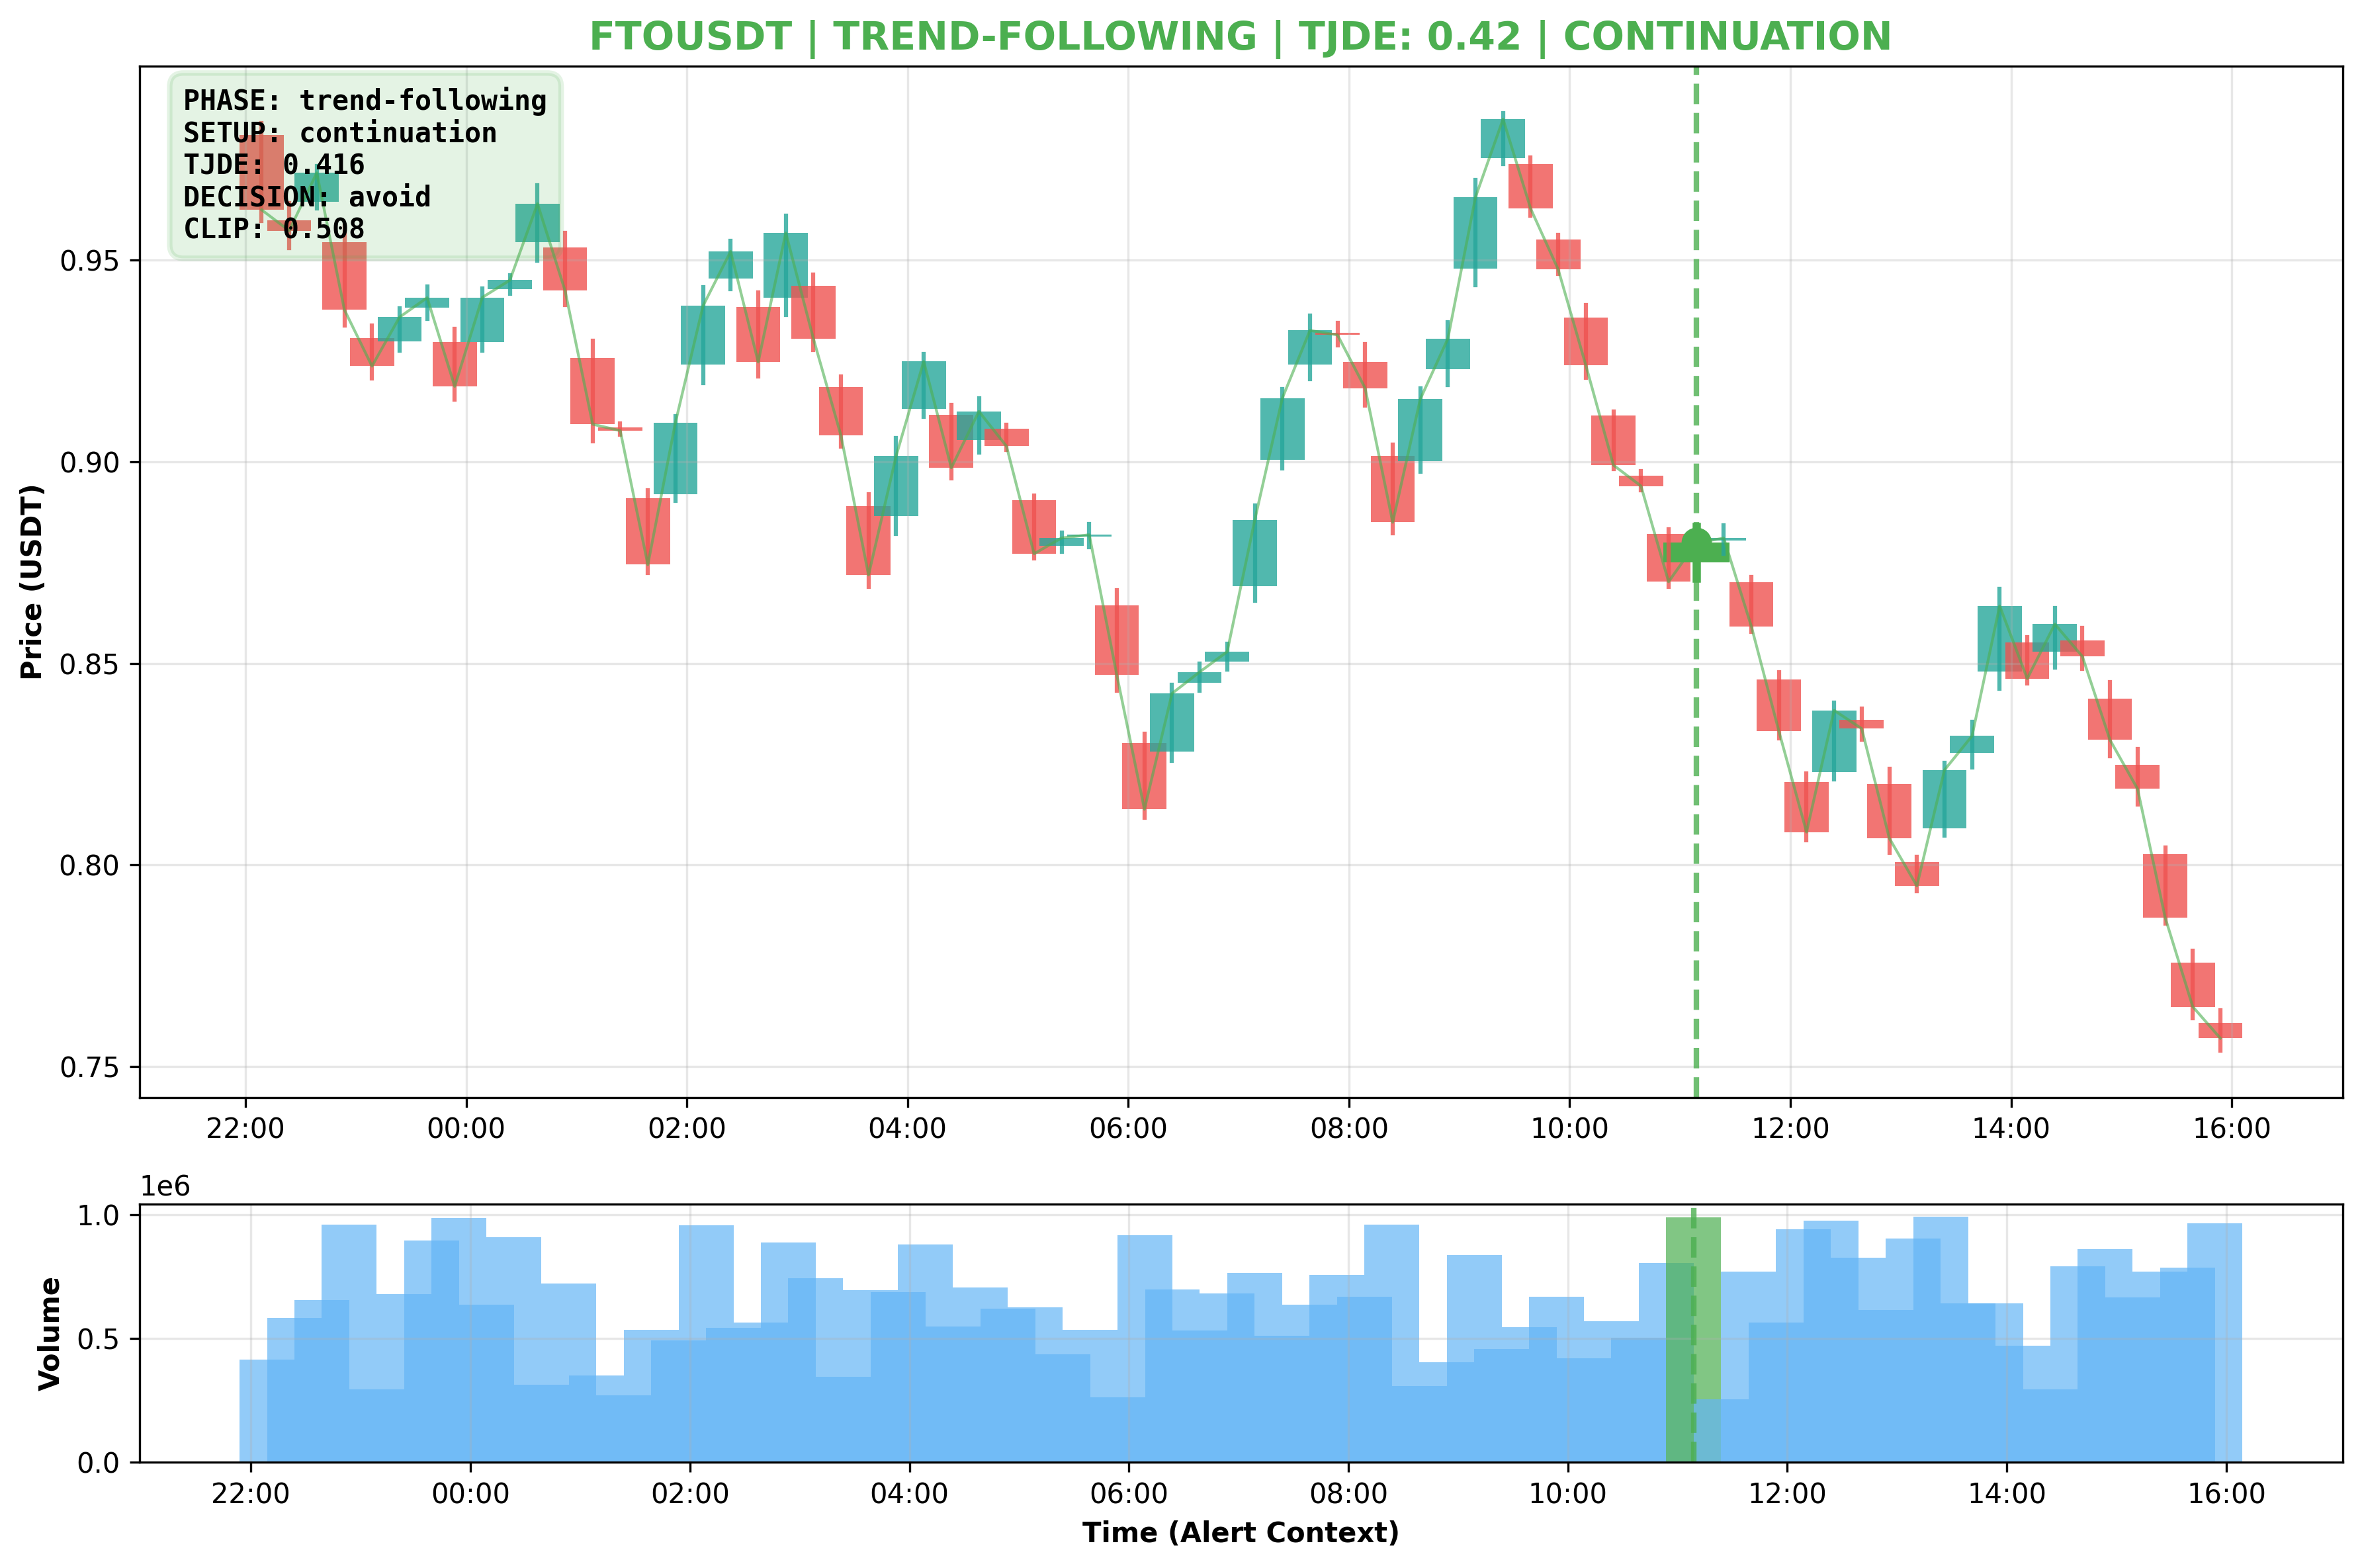 FTOUSDT | TREND-FOLLOWING | TJDE: 0.42 | CONTINUATION
PHASE: trend-following
SETUP: continuation
TJDE: 0.416
DECISION: avoid
CLIP: 0.508
Price (USDT)
0.95
0.90
0.85
0.80
0.75
22:00 00:00 02:00 04:00 06:00 08:00 10:00 12:00 14:00 16:00
1e6
Volume
1.0
0.5
0.0
22:00 00:00 02:00 04:00 06:00 08:00 10:00 12:00 14:00 16:00
Time (Alert Context)